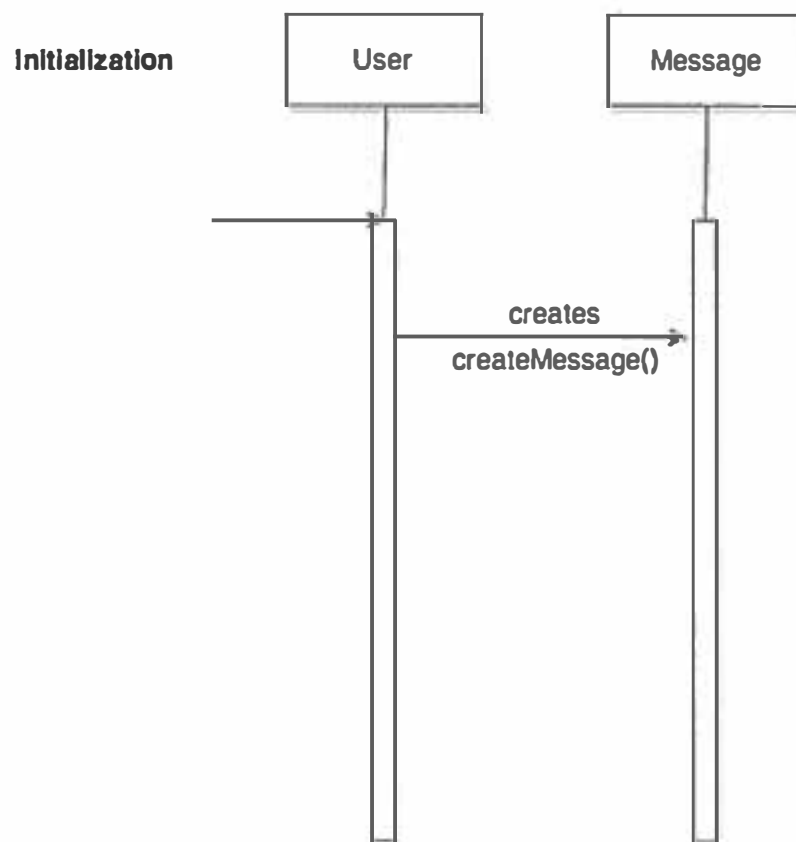 Initialization
User
Message
creates
createMessage()